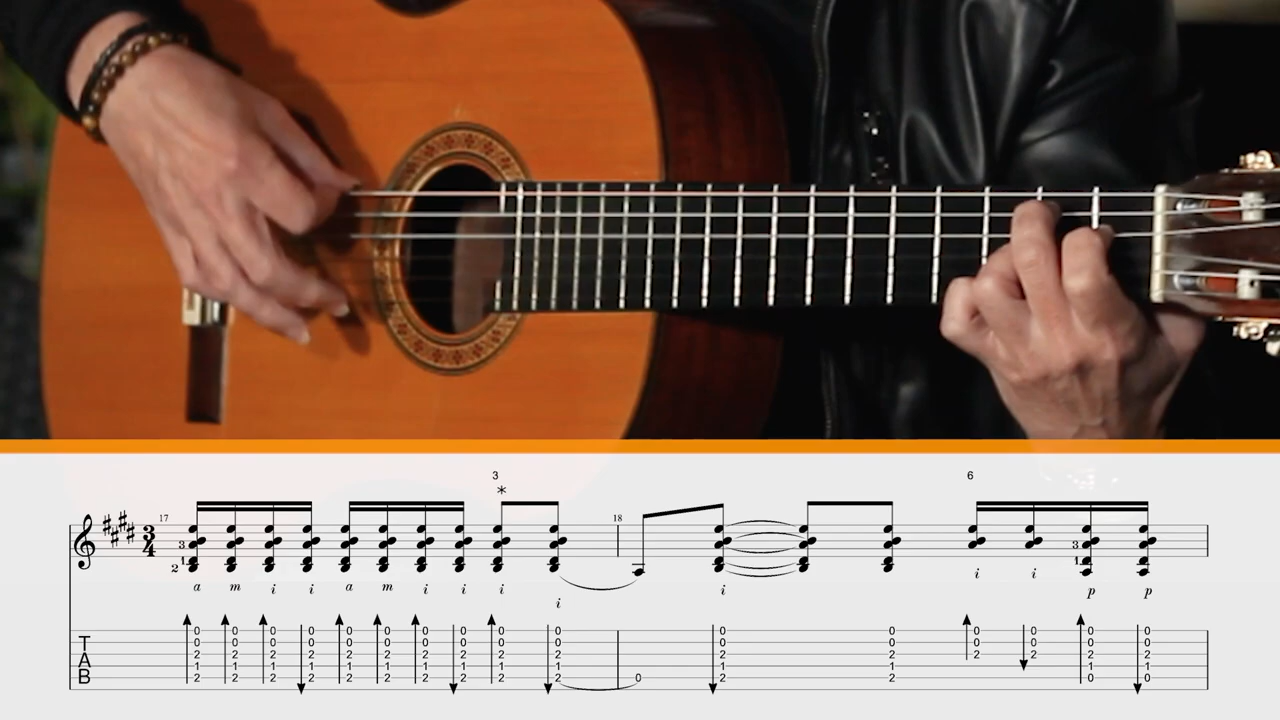 3 6
*
17 18
3
4
3 3
1 1
2
a m i i a m i i i i i i i p p
T
A
B
0 0 0 0 0 0 0 0 0 0 0 0 0 0 0 0
0 0 0 0 0 0 0 0 0 0 0 0 0 0 0 0
2 2 2 2 2 2 2 2 2 2 2 2 2 2 2 2
1 1 1 1 1 1 1 1 1 1 1 1 1 1
2 2 2 2 2 2 2 2 2 2 0 2 2 0 0